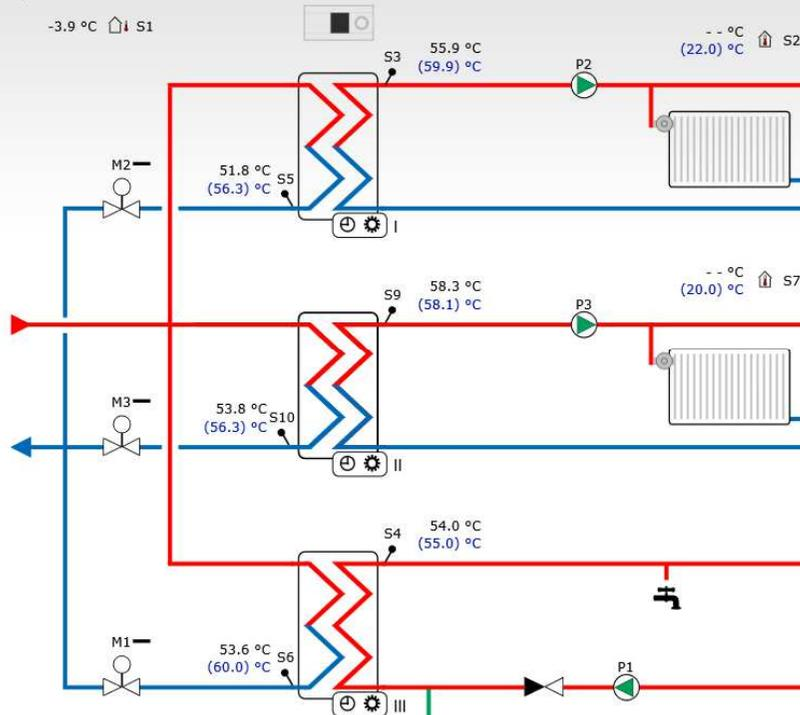 -3.9 °C S1
S3
55.9 °C
(59.9) °C
P2
- - °C
(22.0) °C
S2
M2
51.8 °C
(56.3) °C
S5
I
S9
58.3 °C
(58.1) °C
P3
- - °C
(20.0) °C
S7
M3
53.8 °C
(56.3) °C
S10
II
S4
54.0 °C
(55.0) °C
M1
53.6 °C
(60.0) °C
S6
P1
III